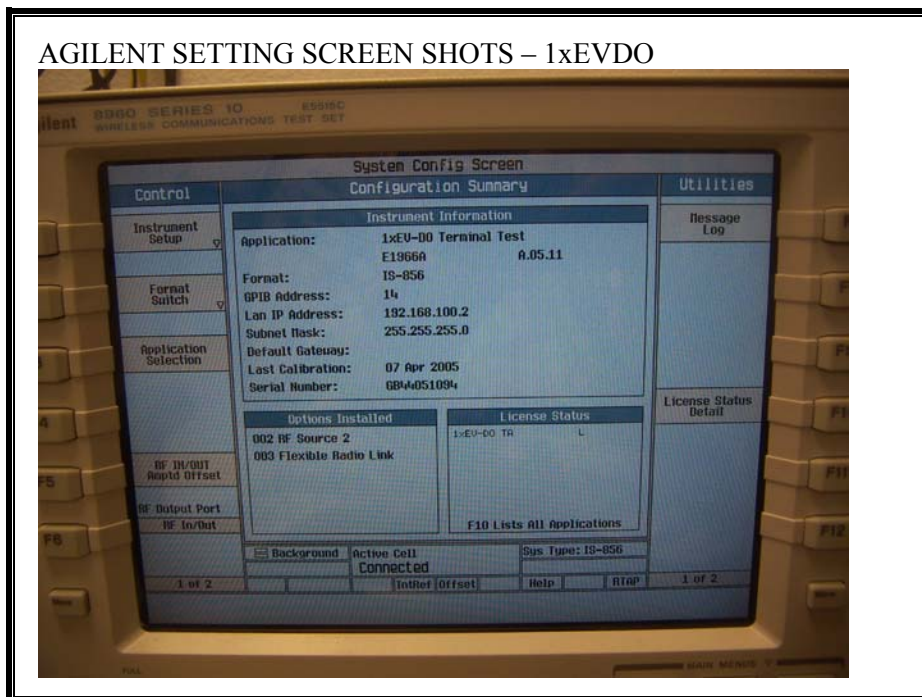 AGILENT SETTING SCREEN SHOTS – 1xEVDO
8960 SERIES 10 E5515C
WIRELESS COMMUNICATIONS TEST SET
System Config Screen
Control
Configuration Summary
Utilities
Instrument Information
Instrument
Setup
Message
Log
Application: 1xEV-DO Terminal Test
E1966A A.05.11
Format: IS-856
Format
Switch
GPIB Address: 14
Lan IP Address: 192.168.100.2
Subnet Mask: 255.255.255.0
Default Gateway:
Application
Selection
Last Calibration: 07 Apr 2005
Serial Number: GB44051094
License Status
Detail
Options Installed
License Status
002 RF Source 2
003 Flexible Radio Link
1xEV-DO TA L
RF IN/OUT
Amptd Offset
RF Output Port
RF In/Out
F10 Lists All Applications
F5
F11
F6
F12
Background
Active Cell
Connected
Sys Type: IS-856
1 of 2
IntRef
Offset
Help
RTAP
1 of 2
MAIN MENUS